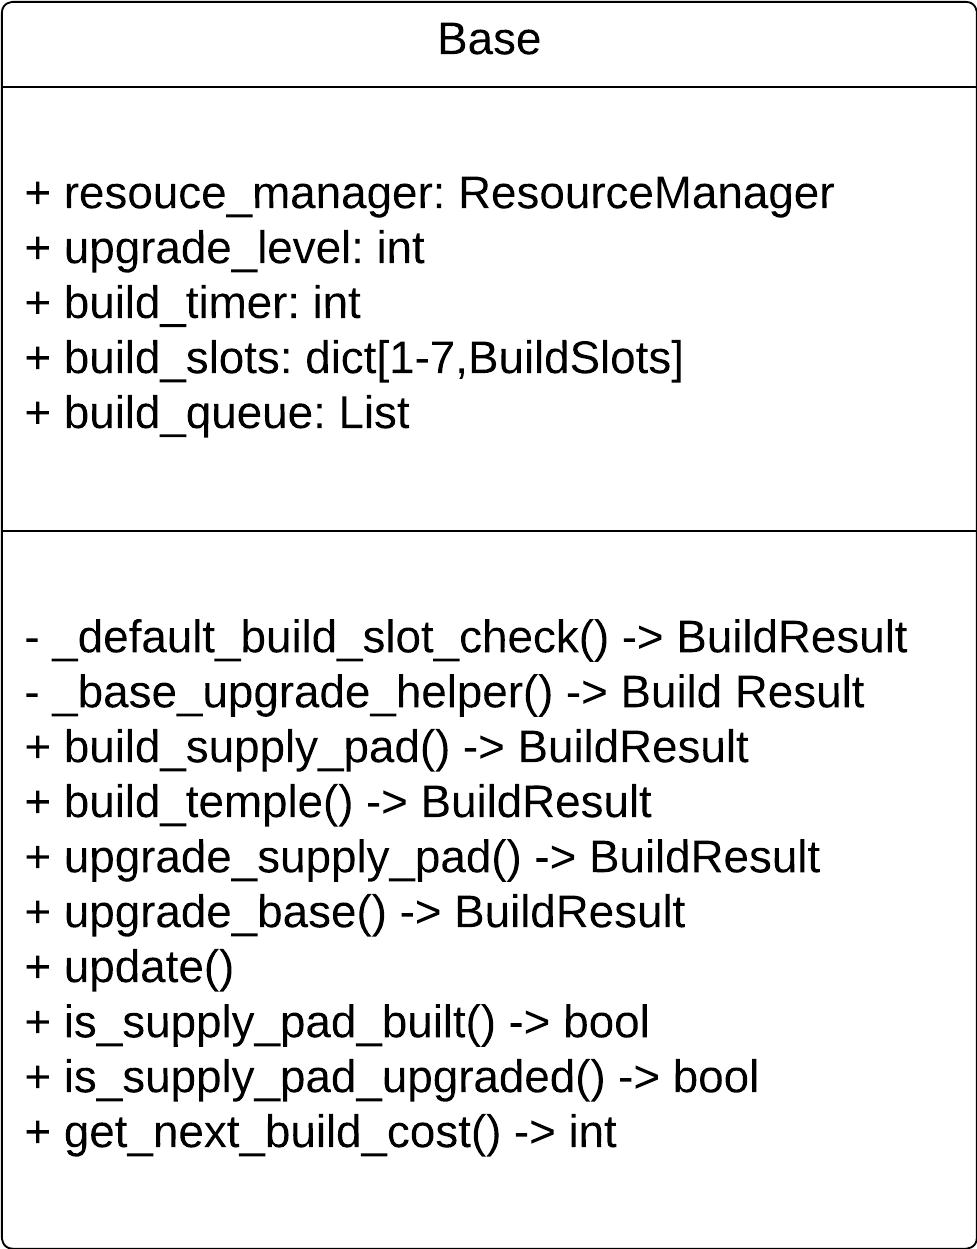 Base
+ resouce_manager: ResourceManager
+ upgrade_level: int
+ build_timer: int
+ build_slots: dict[1-7,BuildSlots]
+ build_queue: List
- _default_build_slot_check() -> BuildResult
- _base_upgrade_helper() -> Build Result
+ build_supply_pad() -> BuildResult
+ build_temple() -> BuildResult
+ upgrade_supply_pad() -> BuildResult
+ upgrade_base() -> BuildResult
+ update()
+ is_supply_pad_built() -> bool
+ is_supply_pad_upgraded() -> bool
+ get_next_build_cost() -> int